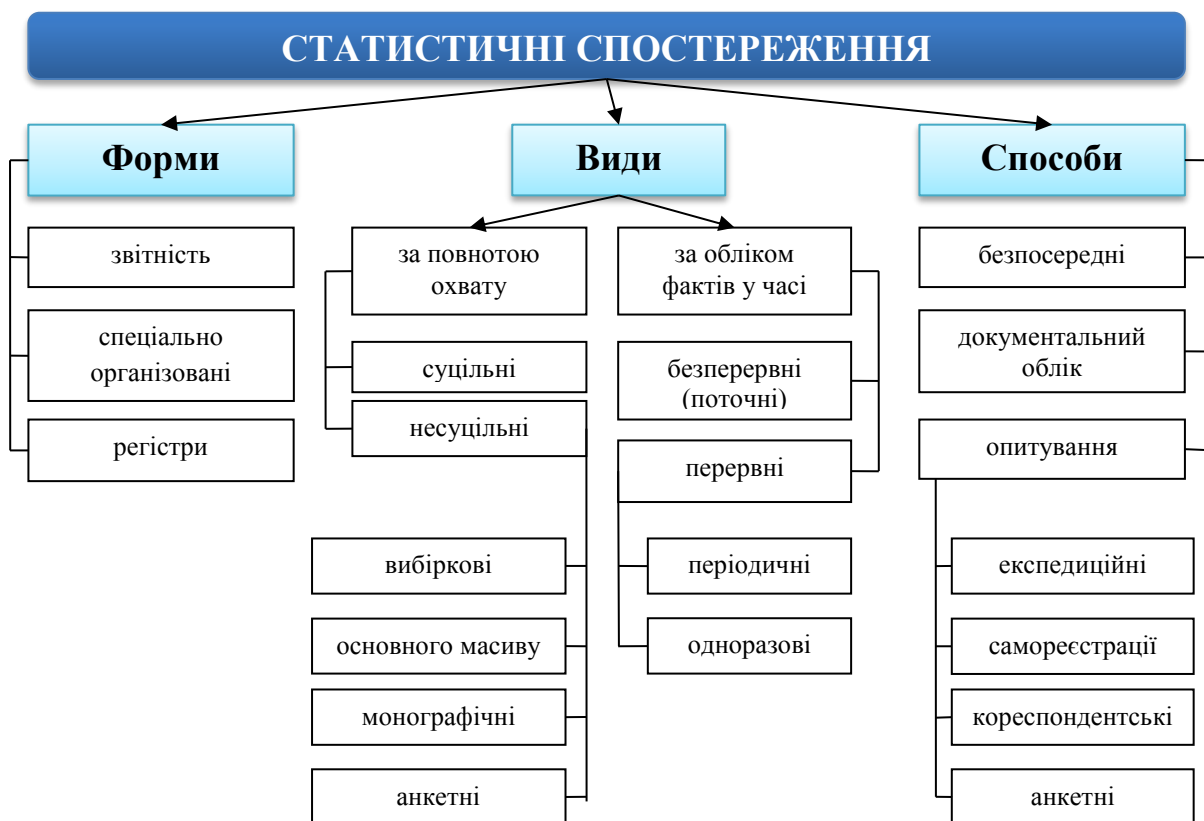 СТАТИСТИЧНІ СПОСТЕРЕЖЕННЯ
Форми
Види
Способи
звітність
спеціально
організовані
регістри
за повнотою
охвату
суцільні
несуцільні
вибіркові
основного масиву
монографічні
анкетні
за обліком
фактів у часі
безперервні
(поточні)
перервні
періодичні
одноразові
безпосередні
документальний
облік
опитування
експедиційні
самореєстрації
кореспондентські
анкетні